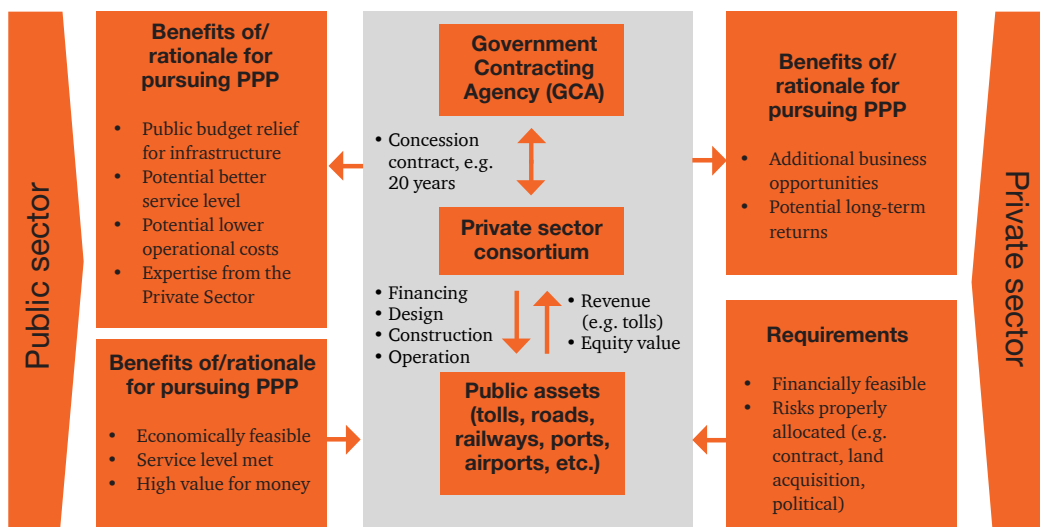 Public sector
Benefits of/
rationale for
pursuing PPP
• Public budget relief
for infrastructure
• Potential better
service level
• Potential lower
operational costs
• Expertise from the
Private Sector
Benefits of/rationale
for pursuing PPP
• Economically feasible
• Service level met
• High value for money
Government
Contracting
Agency (GCA)
• Concession
contract, e.g.
20 years
Private sector
consortium
• Financing
• Design
• Construction
• Operation
• Revenue
(e.g. tolls)
• Equity value
Public assets
(tolls, roads,
railways, ports,
airports, etc.)
Benefits of/
rationale for
pursuing PPP
• Additional business
opportunities
• Potential long-term
returns
Requirements
• Financially feasible
• Risks properly
allocated (e.g.
contract, land
acquisition,
political)
Private sector